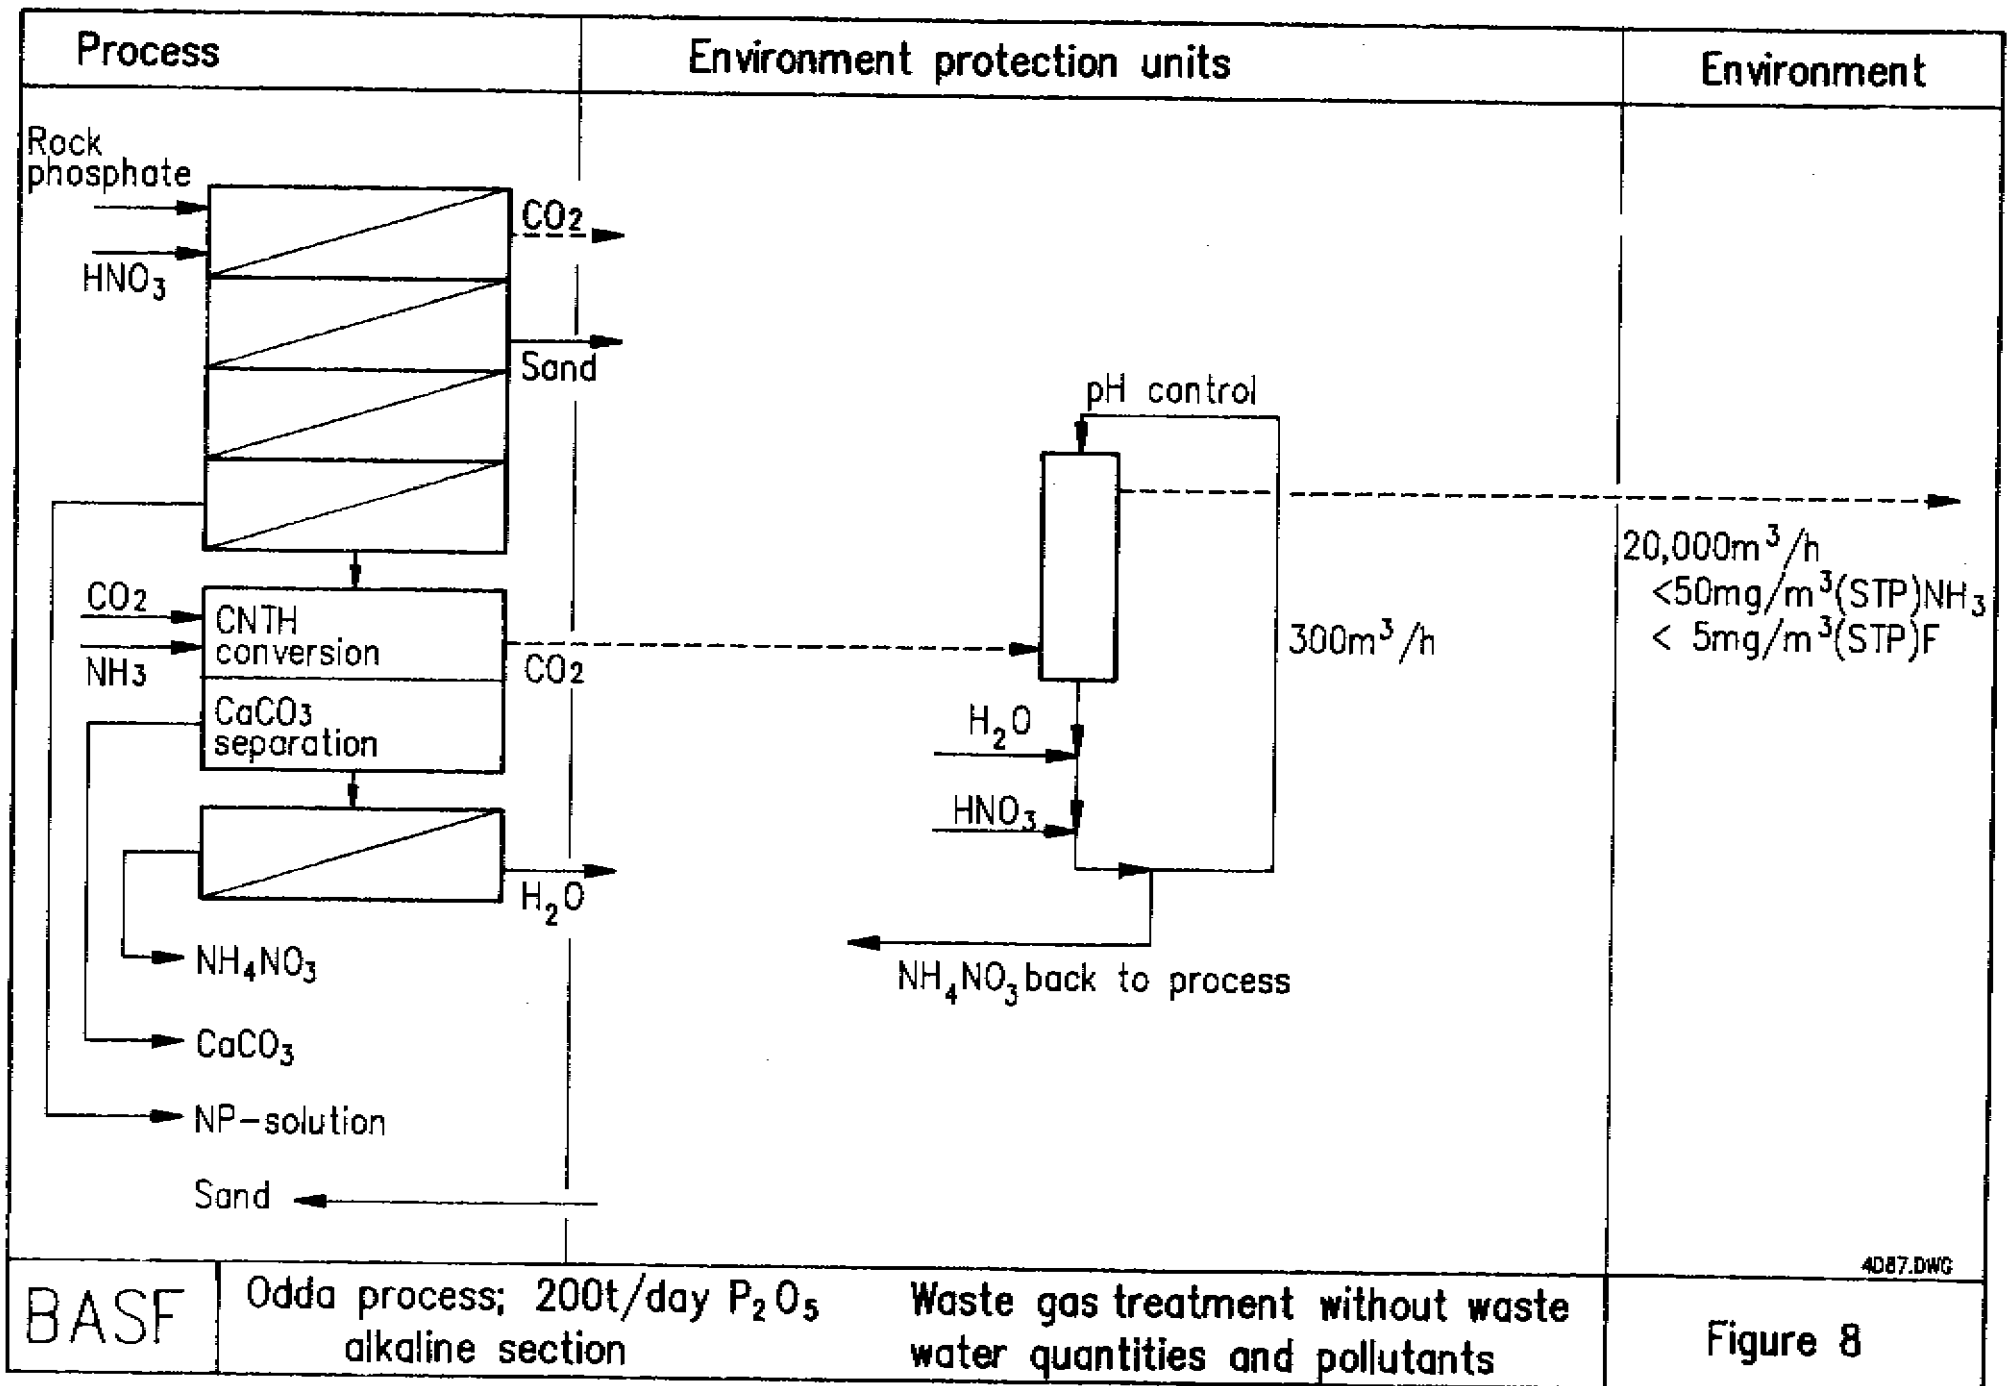 Process
Environment protection units
Environment
Rock
phosphate
HNO₃
CO₂
Sand
pH control
20,000m³/h
<50mg/m³(STP)NH₃
< 5mg/m³(STP)F
CO₂
NH₃
CNTH
conversion
CO₂
CaCO₃
separation
300m³/h
H₂O
HNO₃
H₂O
NH₄NO₃
NH₄NO₃ back to process
CaCO₃
NP-solution
Sand
4D87.DWG
BASF
Odda process; 200t/day P₂O₅
alkaline section
Waste gas treatment without waste
water quantities and pollutants
Figure 8